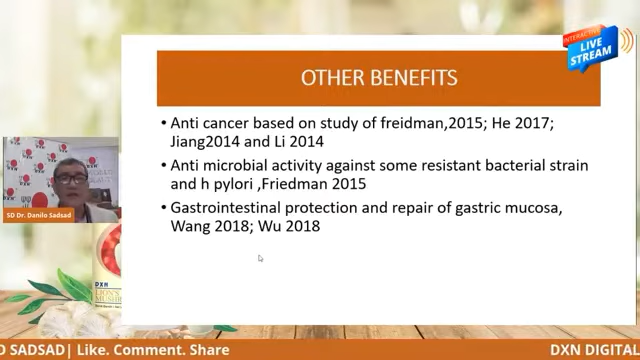 INTERACTIVE
LIVE
STREAM
OTHER BENEFITS
• Anti cancer based on study of freidman,2015; He 2017;
Jiang2014 and Li 2014
• Anti microbial activity against some resistant bacterial strain
and h pylori ,Friedman 2015
• Gastrointestinal protection and repair of gastric mucosa,
Wang 2018; Wu 2018
SD Dr. Danilo Sadsad
DXN
LION'S
D SADSAD| Like. Comment. Share
DXN DIGITAL